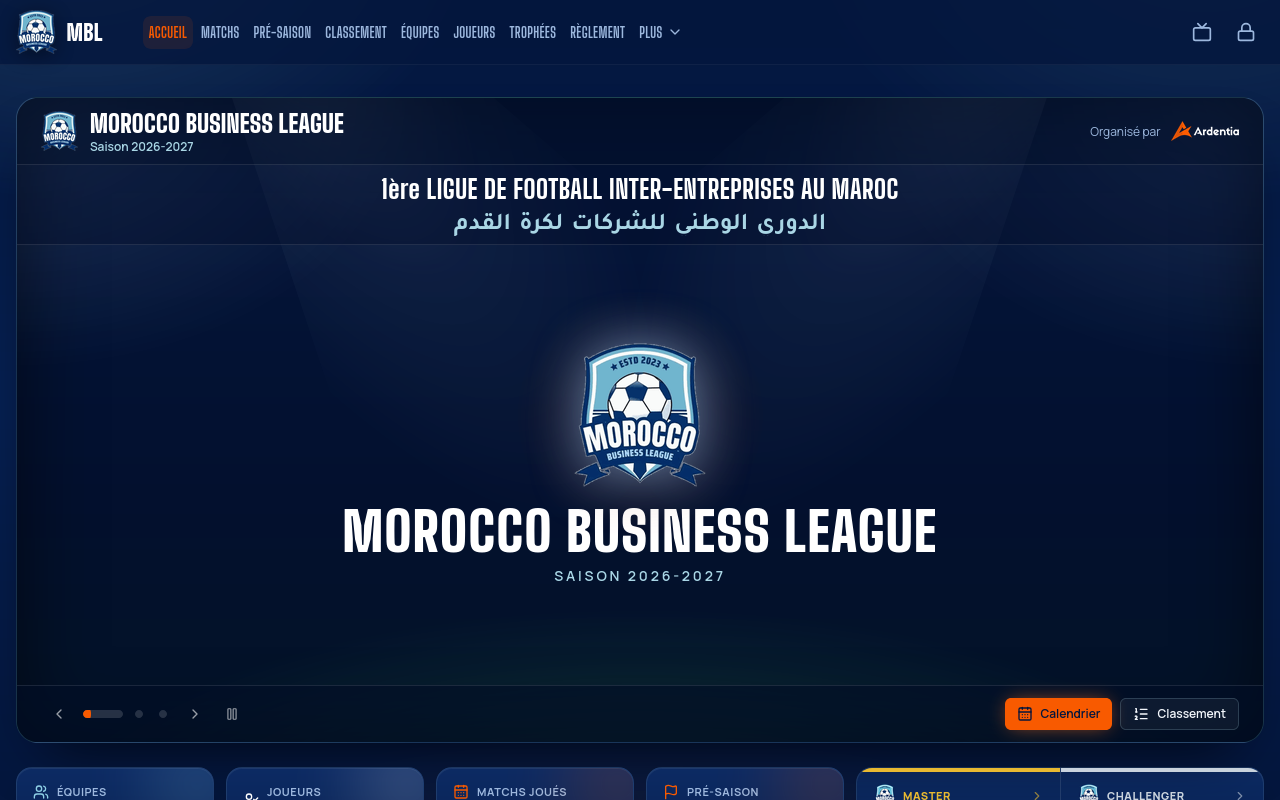 MBL
ACCUEIL MATCHS PRÉ-SAISON CLASSEMENT ÉQUIPES JOUEURS TROPHÉES RÈGLEMENT PLUS
MOROCCO BUSINESS LEAGUE
Saison 2026-2027
Organisé par Ardentia
1ère LIGUE DE FOOTBALL INTER-ENTREPRISES AU MAROC
الدورى الوطنى للشركات لكرة القدم
★ ESTD 2023 ★
MOROCCO
BUSINESS LEAGUE
MOROCCO BUSINESS LEAGUE
SAISON 2026-2027
Calendrier Classement
ÉQUIPES JOUEURS MATCHS JOUÉS PRÉ-SAISON MASTER CHALLENGER